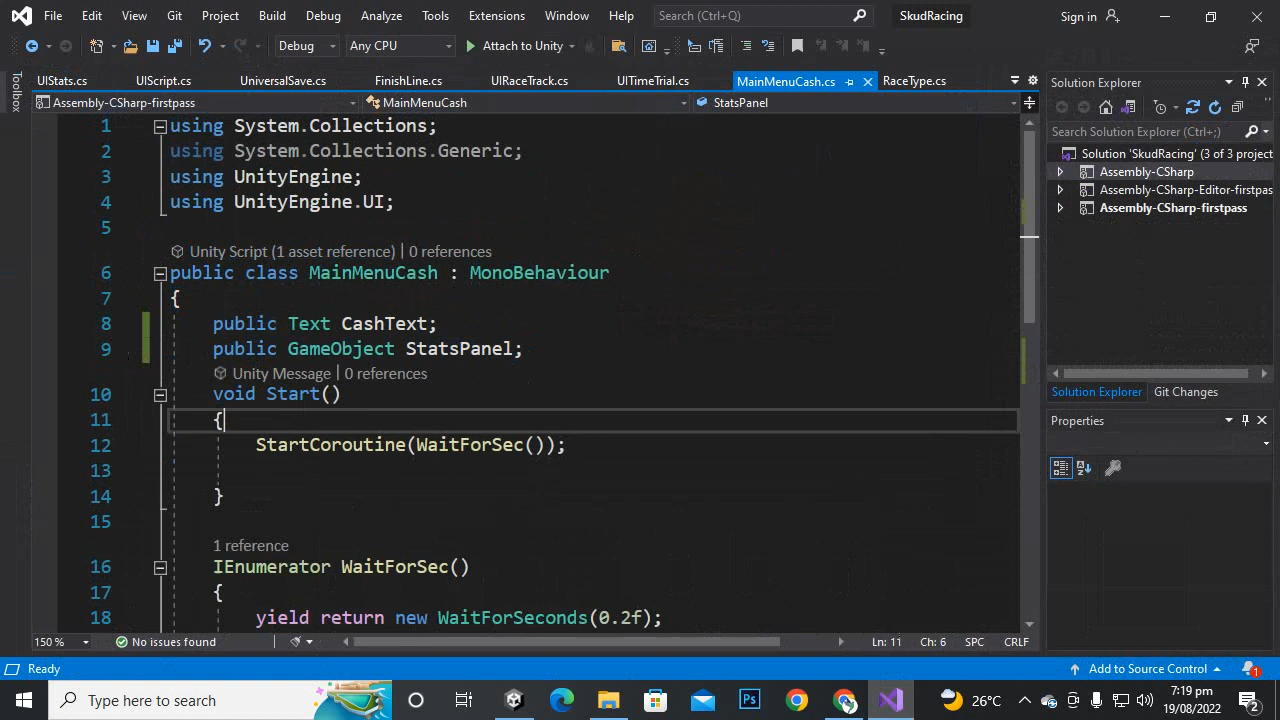 File Edit View Git Project Build Debug Analyze Tools Extensions Window Help Search (Ctrl+Q) SkudRacing Sign in
Debug Any CPU Attach to Unity
Toolbox
UIStats.cs UIScript.cs UniversalSave.cs FinishLine.cs UIRaceTrack.cs UITimeTrial.cs MainMenuCash.cs RaceType.cs
Assembly-CSharp-firstpass MainMenuCash StatsPanel
1 using System.Collections;
2 using System.Collections.Generic;
3 using UnityEngine;
4 using UnityEngine.UI;
5
Unity Script (1 asset reference) | 0 references
6 public class MainMenuCash : MonoBehaviour
7 {
8 public Text CashText;
9 public GameObject StatsPanel;
Unity Message | 0 references
10 void Start()
11 {
12 StartCoroutine(WaitForSec());
13
14 }
15
1 reference
16 IEnumerator WaitForSec()
17 {
18 yield return new WaitForSeconds(0.2f);
150 % No issues found Ln: 11 Ch: 6 SPC CRLF
Solution Explorer
Search Solution Explorer (Ctrl+;)
Solution 'SkudRacing' (3 of 3 project
Assembly-CSharp
Assembly-CSharp-Editor-firstpas
Assembly-CSharp-firstpass
Solution Explorer Git Changes
Properties
Ready Add to Source Control 1
Type here to search Ps 26°C 7:19 pm
19/08/2022 2